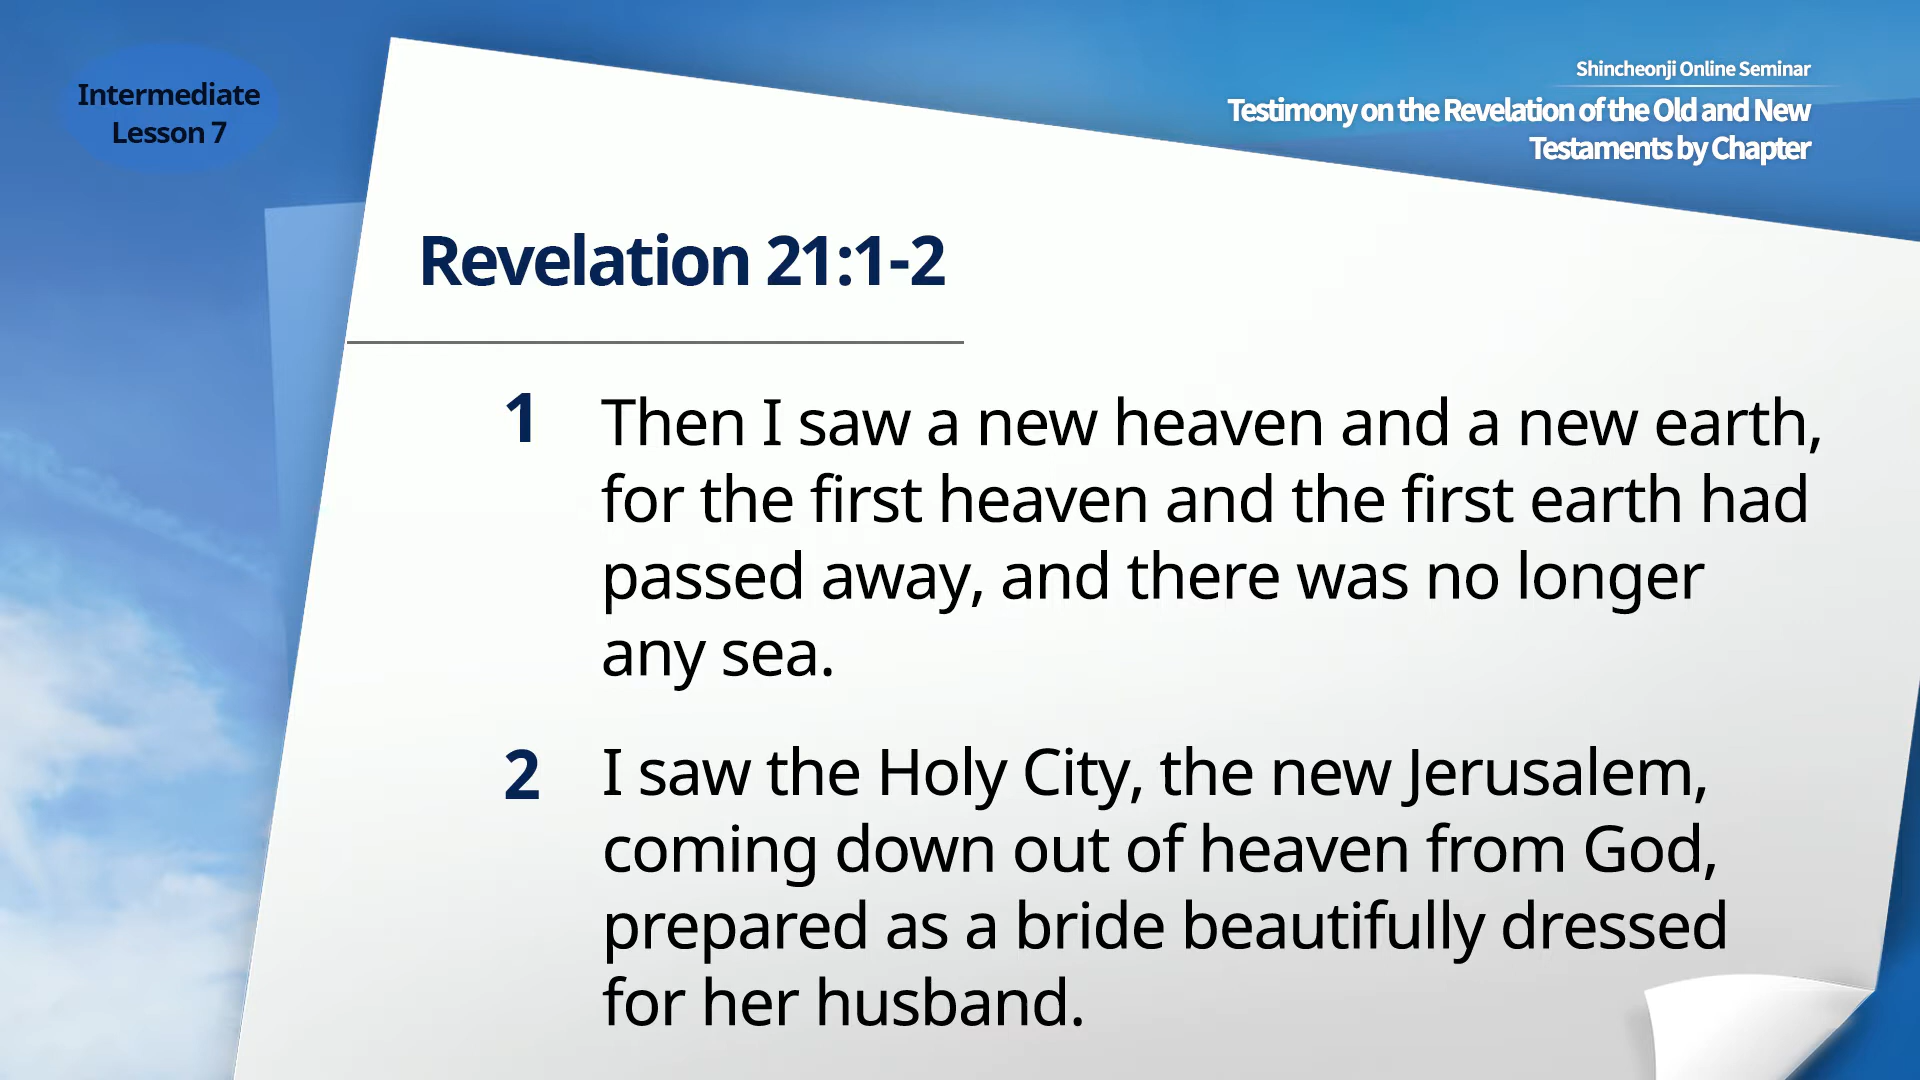 Intermediate
Lesson 7
Shincheonji Online Seminar
Testimony on the Revelation of the Old and New
Testaments by Chapter
Revelation 21:1-2
1 Then I saw a new heaven and a new earth,
for the first heaven and the first earth had
passed away, and there was no longer
any sea.
2 I saw the Holy City, the new Jerusalem,
coming down out of heaven from God,
prepared as a bride beautifully dressed
for her husband.